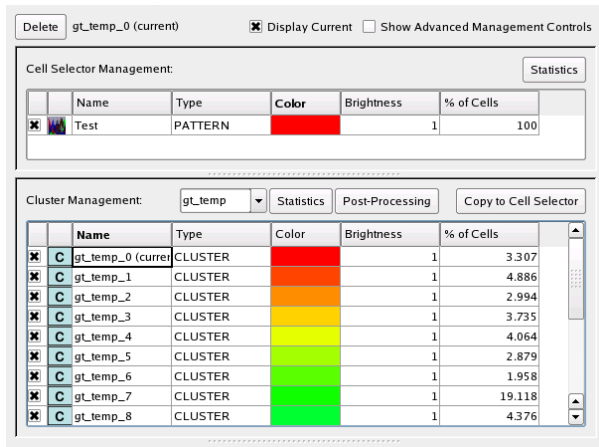 Delete gt_temp_0 (current) Display Current Show Advanced Management Controls
Cell Selector Management: Statistics
Name Type Color Brightness % of Cells
Test PATTERN 1 100
Cluster Management: gt_temp Statistics Post-Processing Copy to Cell Selector
Name Type Color Brightness % of Cells
C gt_temp_0 (currer CLUSTER 1 3.307
C gt_temp_1 CLUSTER 1 4.886
C gt_temp_2 CLUSTER 1 2.994
C gt_temp_3 CLUSTER 1 3.735
C gt_temp_4 CLUSTER 1 4.064
C gt_temp_5 CLUSTER 1 2.879
C gt_temp_6 CLUSTER 1 1.958
C gt_temp_7 CLUSTER 1 19.118
C gt_temp_8 CLUSTER 1 4.376